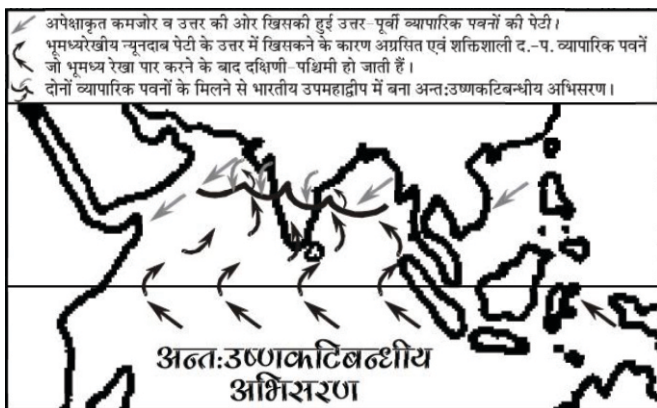 अपेक्षाकृत कमजोर व उत्तर की ओर खिसकी हुई उत्तर-पूर्वी व्यापारिक पवनों की पेटी।
भूमध्यरेखीय न्यूनदाब पेटी के उत्तर में खिसकने के कारण अग्रसित एवं शक्तिशाली द.-प. व्यापारिक पवनें
जो भूमध्य रेखा पार करने के बाद दक्षिणी-पश्चिमी हो जाती हैं।
दोनों व्यापारिक पवनों के मिलने से भारतीय उपमहाद्वीप में बना अन्त:उष्णकटिबन्धीय अभिसरण।
अन्त:उष्णकटिबन्धीय
अभिसरण